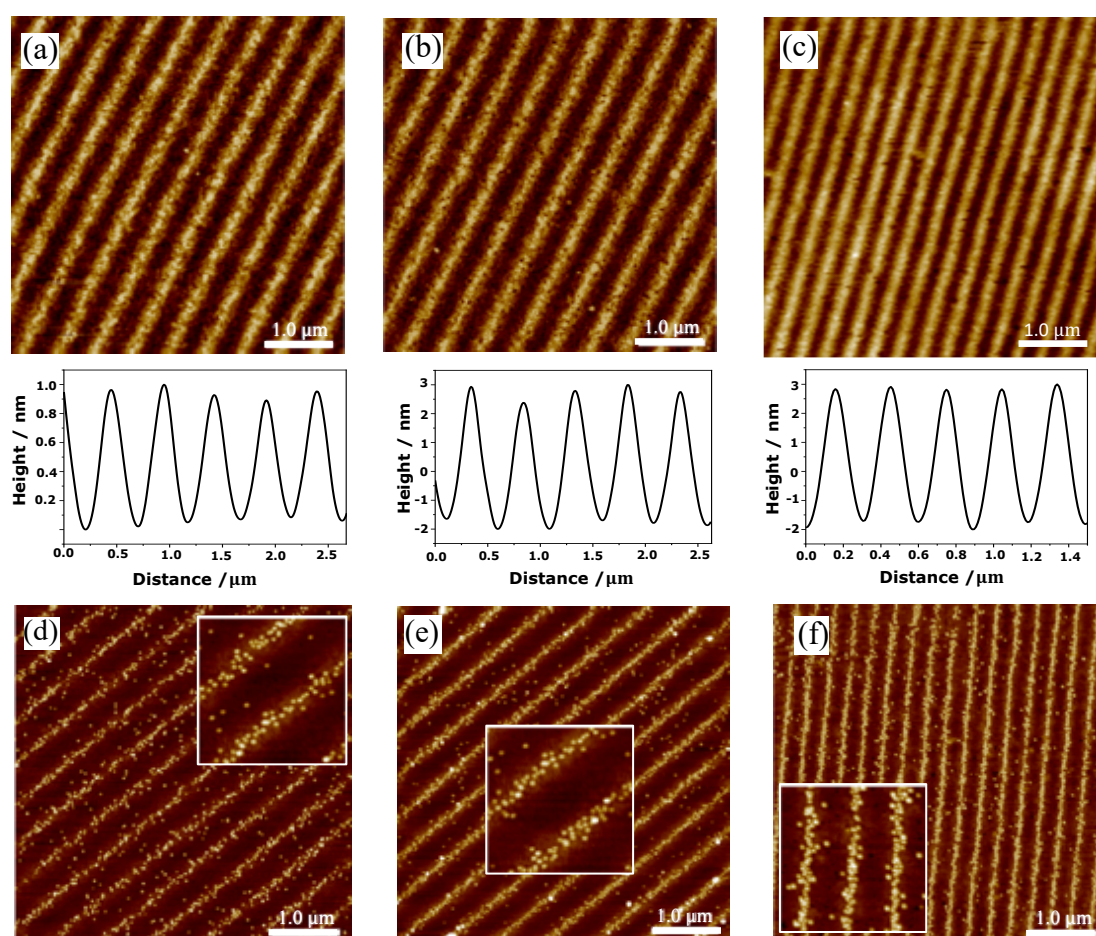 (a) (b) (c)
1.0 μm 1.0 μm 1.0 μm
Height / nm
1.0
0.8
0.6
0.4
0.2
0.0 0.5 1.0 1.5 2.0 2.5
Distance /μm
Height / nm
3
2
1
0
-1
-2
0.0 0.5 1.0 1.5 2.0 2.5
Distance /μm
Height / nm
3
2
1
0
-1
-2
0.0 0.2 0.4 0.6 0.8 1.0 1.2 1.4
Distance /μm
(d) (e) (f)
1.0 μm 1.0 μm 1.0 μm